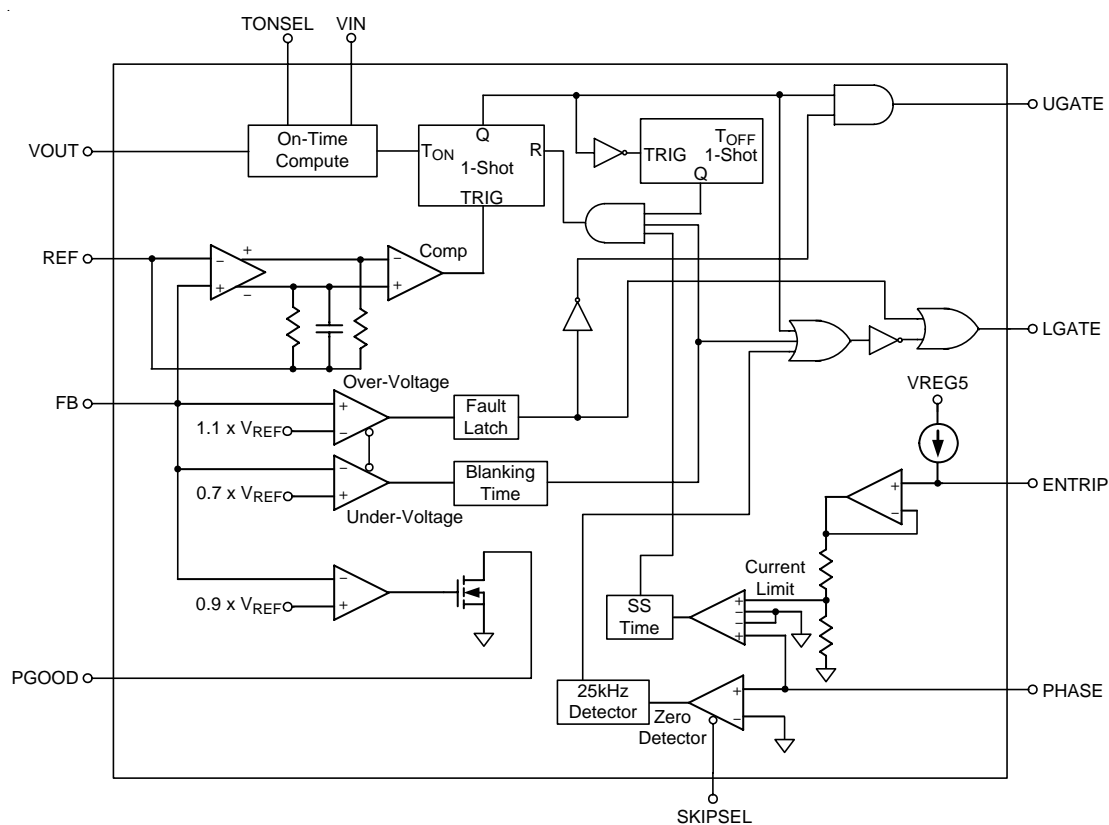 TONSEL VIN
UGATE
VOUT
On-Time
Compute
Q
TON
1-Shot
R
TRIG
TRIG
TOFF
1-Shot
Q
REF
−
+
+
−
−
+
Comp
LGATE
FB
Over-Voltage
+
−
1.1 x VREF
Fault
Latch
VREG5
−
+
0.7 x VREF
Under-Voltage
Blanking
Time
+
−
ENTRIP
−
+
0.9 x VREF
Current
Limit
SS
Time
+
−
−
+
PGOOD
25kHz
Detector
Zero
Detector
+
−
PHASE
SKIPSEL